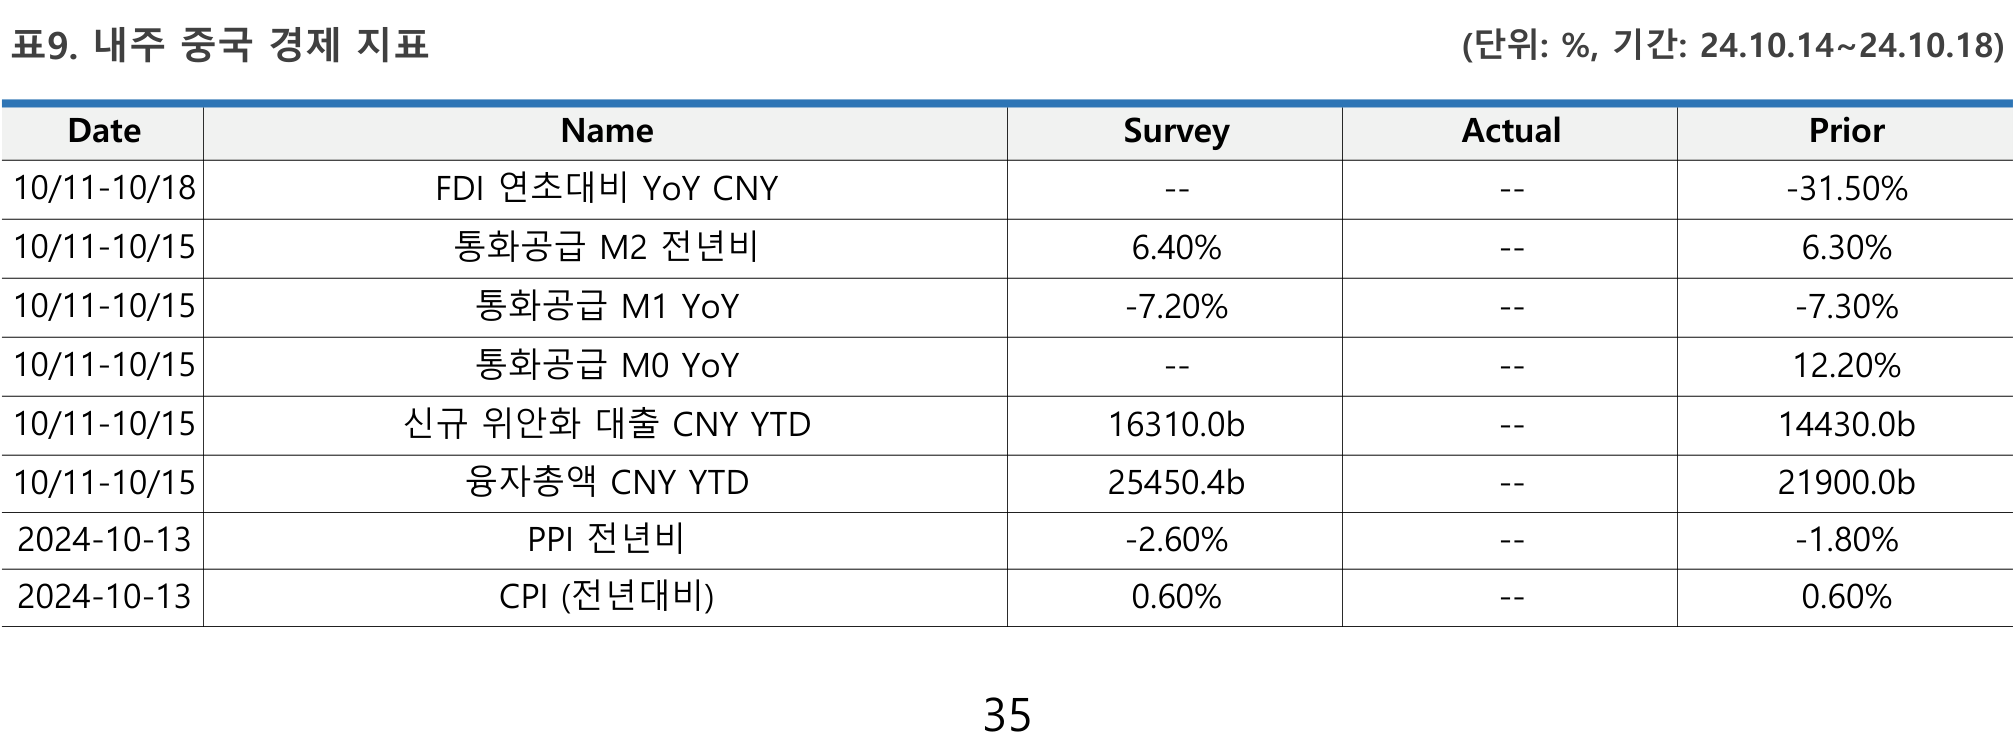 표9. 내주 중국 경제 지표 (단위: %, 기간: 24.10.14~24.10.18)
Date Name Survey Actual Prior
10/11-10/18 FDI 연초대비 YoY CNY -- -- -31.50%
10/11-10/15 통화공급 M2 전년비 6.40% -- 6.30%
10/11-10/15 통화공급 M1 YoY -7.20% -- -7.30%
10/11-10/15 통화공급 M0 YoY -- -- 12.20%
10/11-10/15 신규 위안화 대출 CNY YTD 16310.0b -- 14430.0b
10/11-10/15 융자총액 CNY YTD 25450.4b -- 21900.0b
2024-10-13 PPI 전년비 -2.60% -- -1.80%
2024-10-13 CPI (전년대비) 0.60% -- 0.60%
35